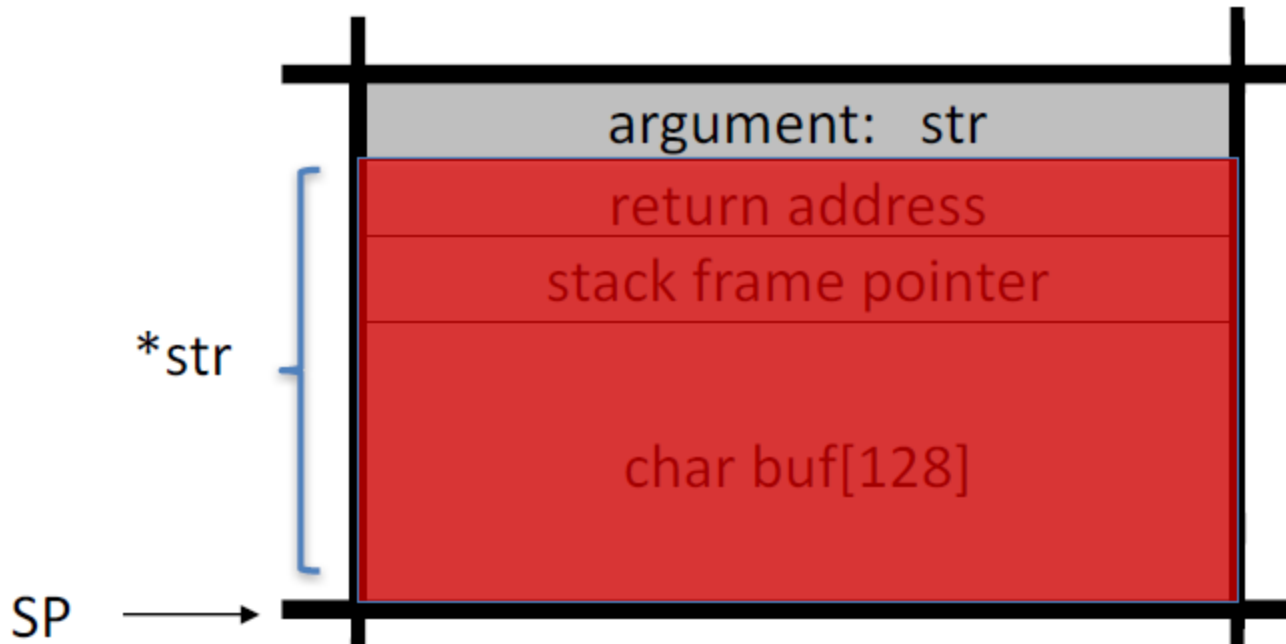 argument: str
return address
stack frame pointer
*str
char buf[128]
SP